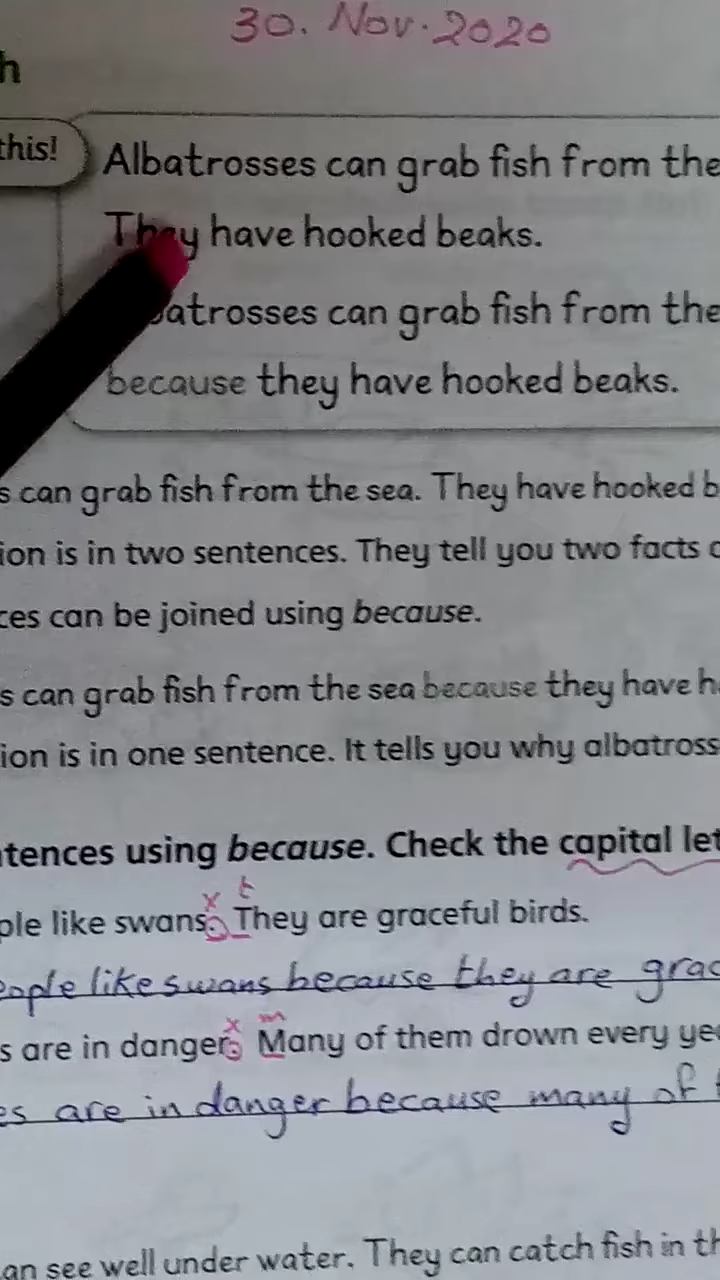 30. Nov. 2020
h
this!
Albatrosses can grab fish from the
They have hooked beaks.
atrosses can grab fish from the
because they have hooked beaks.
s can grab fish from the sea. They have hooked b
ion is in two sentences. They tell you two facts
ces can be joined using because.
s can grab fish from the sea because they have h
ion is in one sentence. It tells you why albatross
tences using because. Check the capital let
x t
ple like swans. They are graceful birds.
eople like swans because they are grac
x m
s are in danger. Many of them drown every ye
es are in danger because many of
an see well under water. They can catch fish in th